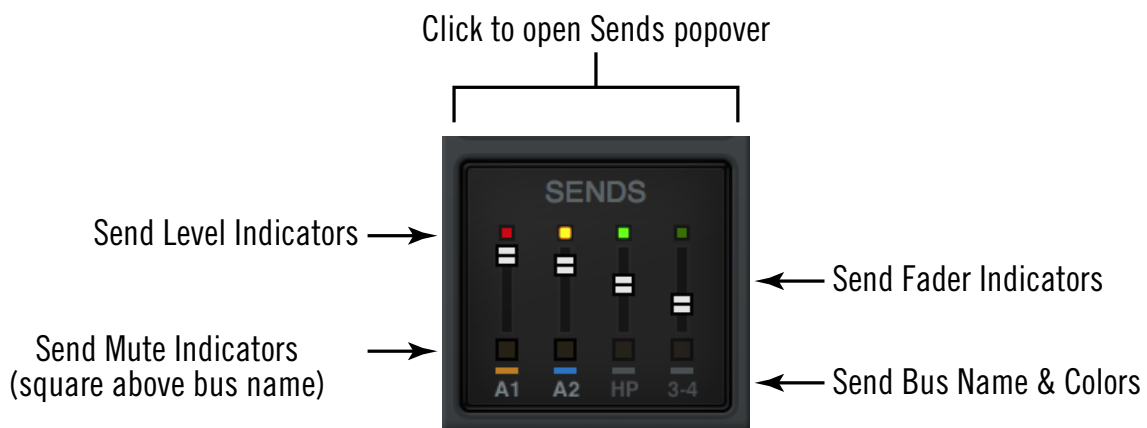 Click to open Sends popover
SENDS
Send Level Indicators
Send Fader Indicators
Send Mute Indicators
(square above bus name)
A1 A2 HP 3-4
Send Bus Name & Colors